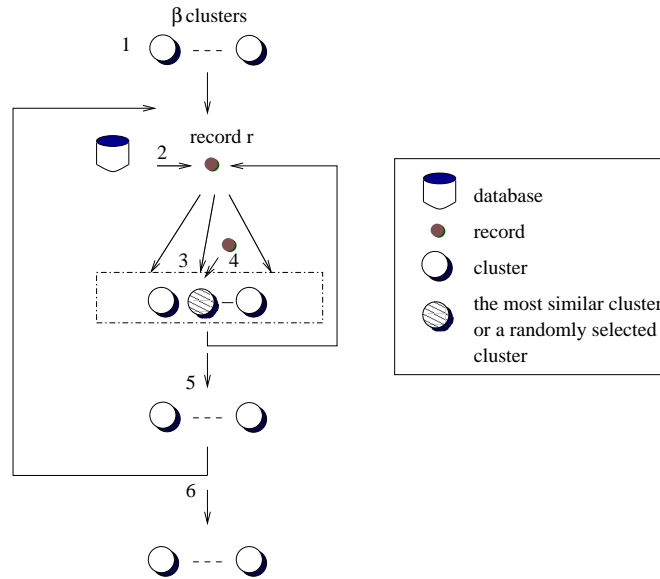 β clusters
1
record r
2
3
4
5
6
database
record
cluster
the most similar cluster
or a randomly selected
cluster